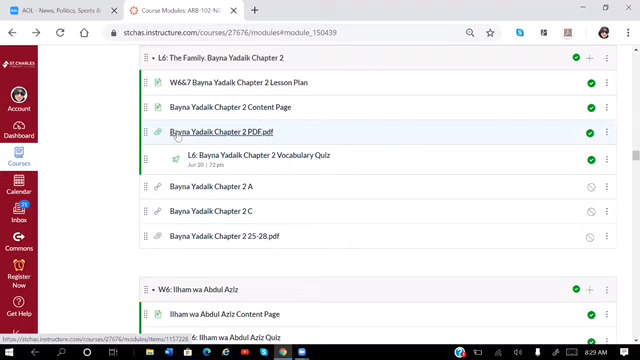 AOL - News, Politics, Sports &
Course Modules: ARB-102-N0
stchas.instructure.com/courses/27676/modules#module_150439
ST. CHARLES
Account
Dashboard
Courses
Calendar
21
Inbox
Commons
Register Now
Get Help
L6: The Family. Bayna Yadaik Chapter 2
W6&7 Bayna Yadaik Chapter 2 Lesson Plan
Bayna Yadaik Chapter 2 Content Page
Bayna Yadaik Chapter 2 PDF.pdf
L6: Bayna Yadaik Chapter 2 Vocabulary Quiz
Jun 20 | 72 pts
Bayna Yadaik Chapter 2 A
Bayna Yadaik Chapter 2 C
Bayna Yadaik Chapter 2 25-28.pdf
W6: Ilham wa Abdul Aziz
Ilham wa Abdul Aziz Content Page
6: Ilham wa Abdul Aziz Quiz
https://stchas.instructure.com/courses/27676/modules/items/1157228
8:29 AM